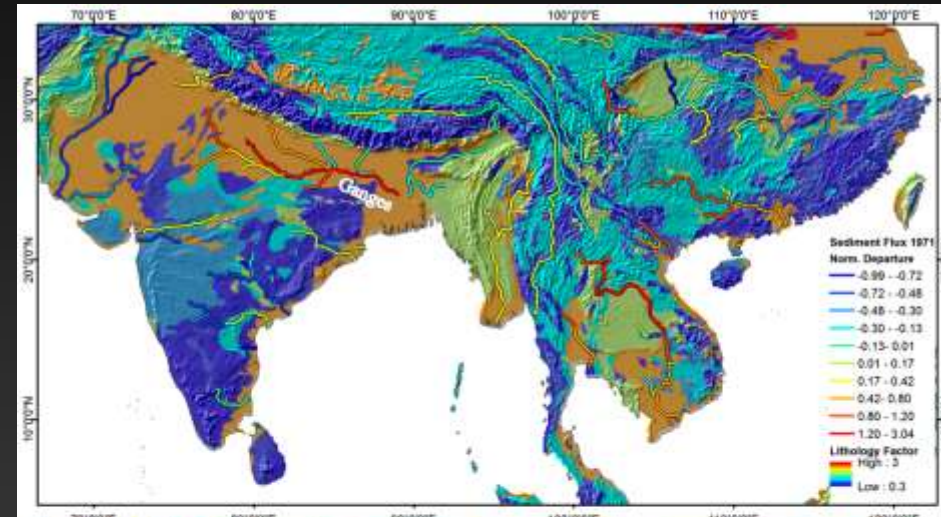 70°0'0"E 80°0'0"E 90°0'0"E 100°0'0"E 110°0'0"E 120°0'0"E
30°0'0"N
Ganges
20°0'0"N
10°0'0"N
Sediment Flux 1971
Norm. Departure
-0.99 - -0.72
-0.72 - -0.48
-0.48 - -0.30
-0.30 - -0.13
-0.13- 0.01
0.01 - 0.17
0.17 - 0.42
0.42- 0.80
0.80 - 1.20
1.20 - 3.04
Lithology Factor
High : 3
Low : 0.3